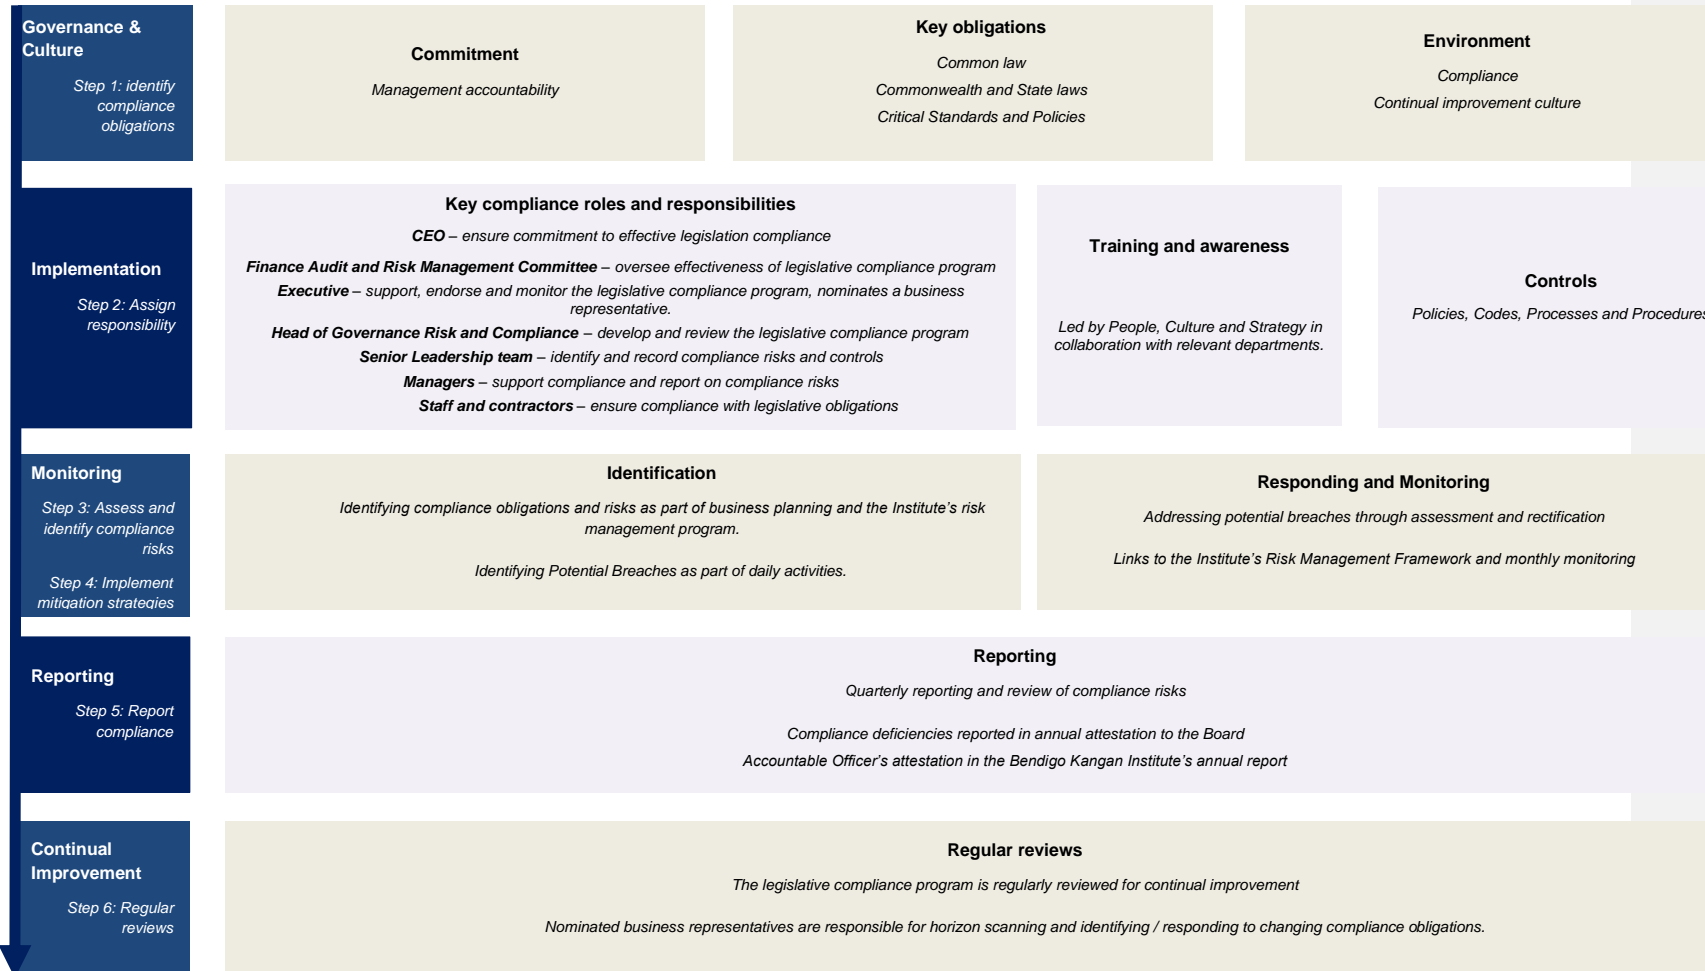 Governance &
Culture
Step 1: identify
compliance
obligations
Commitment
Management accountability
Key obligations
Common law
Commonwealth and State laws
Critical Standards and Policies
Environment
Compliance
Continual improvement culture
Implementation
Step 2: Assign
responsibility
Key compliance roles and responsibilities
CEO – ensure commitment to effective legislation compliance
Finance Audit and Risk Management Committee – oversee effectiveness of legislative compliance program
Executive – support, endorse and monitor the legislative compliance program, nominates a business
representative.
Head of Governance Risk and Compliance – develop and review the legislative compliance program
Senior Leadership team – identify and record compliance risks and controls
Managers – support compliance and report on compliance risks
Staff and contractors – ensure compliance with legislative obligations
Training and awareness
Led by People, Culture and Strategy in
collaboration with relevant departments.
Controls
Policies, Codes, Processes and Procedures
Monitoring
Step 3: Assess and
identify compliance
risks
Step 4: Implement
mitigation strategies
Identification
Identifying compliance obligations and risks as part of business planning and the Institute's risk
management program.
Identifying Potential Breaches as part of daily activities.
Responding and Monitoring
Addressing potential breaches through assessment and rectification
Links to the Institute's Risk Management Framework and monthly monitoring
Reporting
Step 5: Report
compliance
Reporting
Quarterly reporting and review of compliance risks
Compliance deficiencies reported in annual attestation to the Board
Accountable Officer's attestation in the Bendigo Kangan Institute's annual report
Continual
Improvement
Step 6: Regular
reviews
Regular reviews
The legislative compliance program is regularly reviewed for continual improvement
Nominated business representatives are responsible for horizon scanning and identifying / responding to changing compliance obligations.